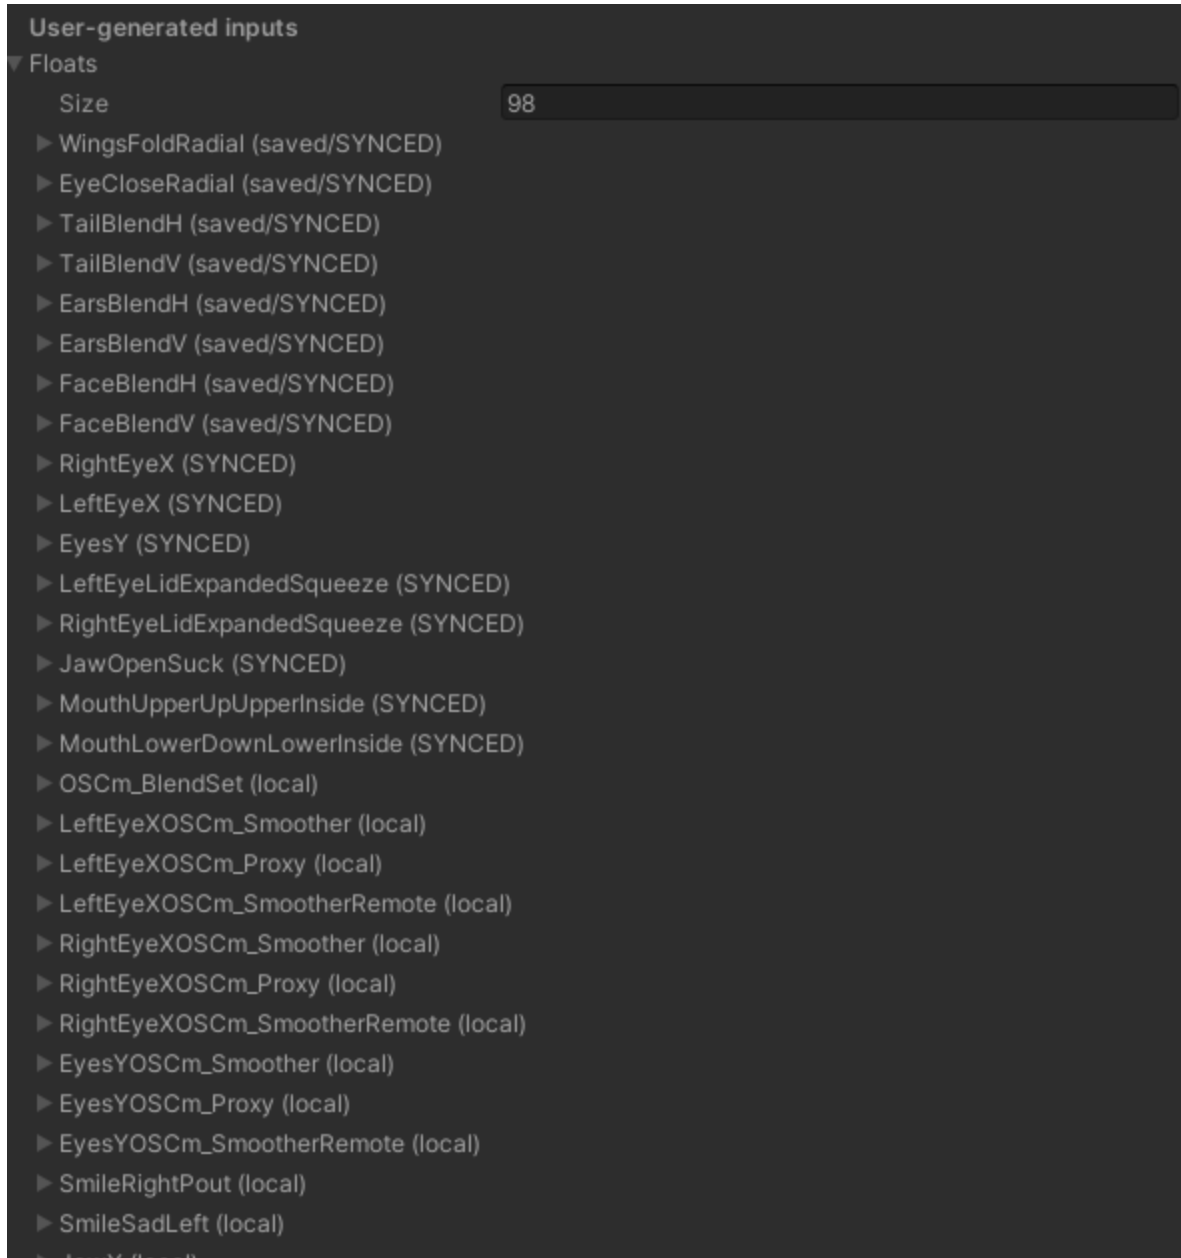 User-generated inputs
Floats
Size 98
WingsFoldRadial (saved/SYNCED)
EyeCloseRadial (saved/SYNCED)
TailBlendH (saved/SYNCED)
TailBlendV (saved/SYNCED)
EarsBlendH (saved/SYNCED)
EarsBlendV (saved/SYNCED)
FaceBlendH (saved/SYNCED)
FaceBlendV (saved/SYNCED)
RightEyeX (SYNCED)
LeftEyeX (SYNCED)
EyesY (SYNCED)
LeftEyeLidExpandedSqueeze (SYNCED)
RightEyeLidExpandedSqueeze (SYNCED)
JawOpenSuck (SYNCED)
MouthUpperUpUpperInside (SYNCED)
MouthLowerDownLowerInside (SYNCED)
OSCm_BlendSet (local)
LeftEyeXOSCm_Smoother (local)
LeftEyeXOSCm_Proxy (local)
LeftEyeXOSCm_SmootherRemote (local)
RightEyeXOSCm_Smoother (local)
RightEyeXOSCm_Proxy (local)
RightEyeXOSCm_SmootherRemote (local)
EyesYOSCm_Smoother (local)
EyesYOSCm_Proxy (local)
EyesYOSCm_SmootherRemote (local)
SmileRightPout (local)
SmileSadLeft (local)